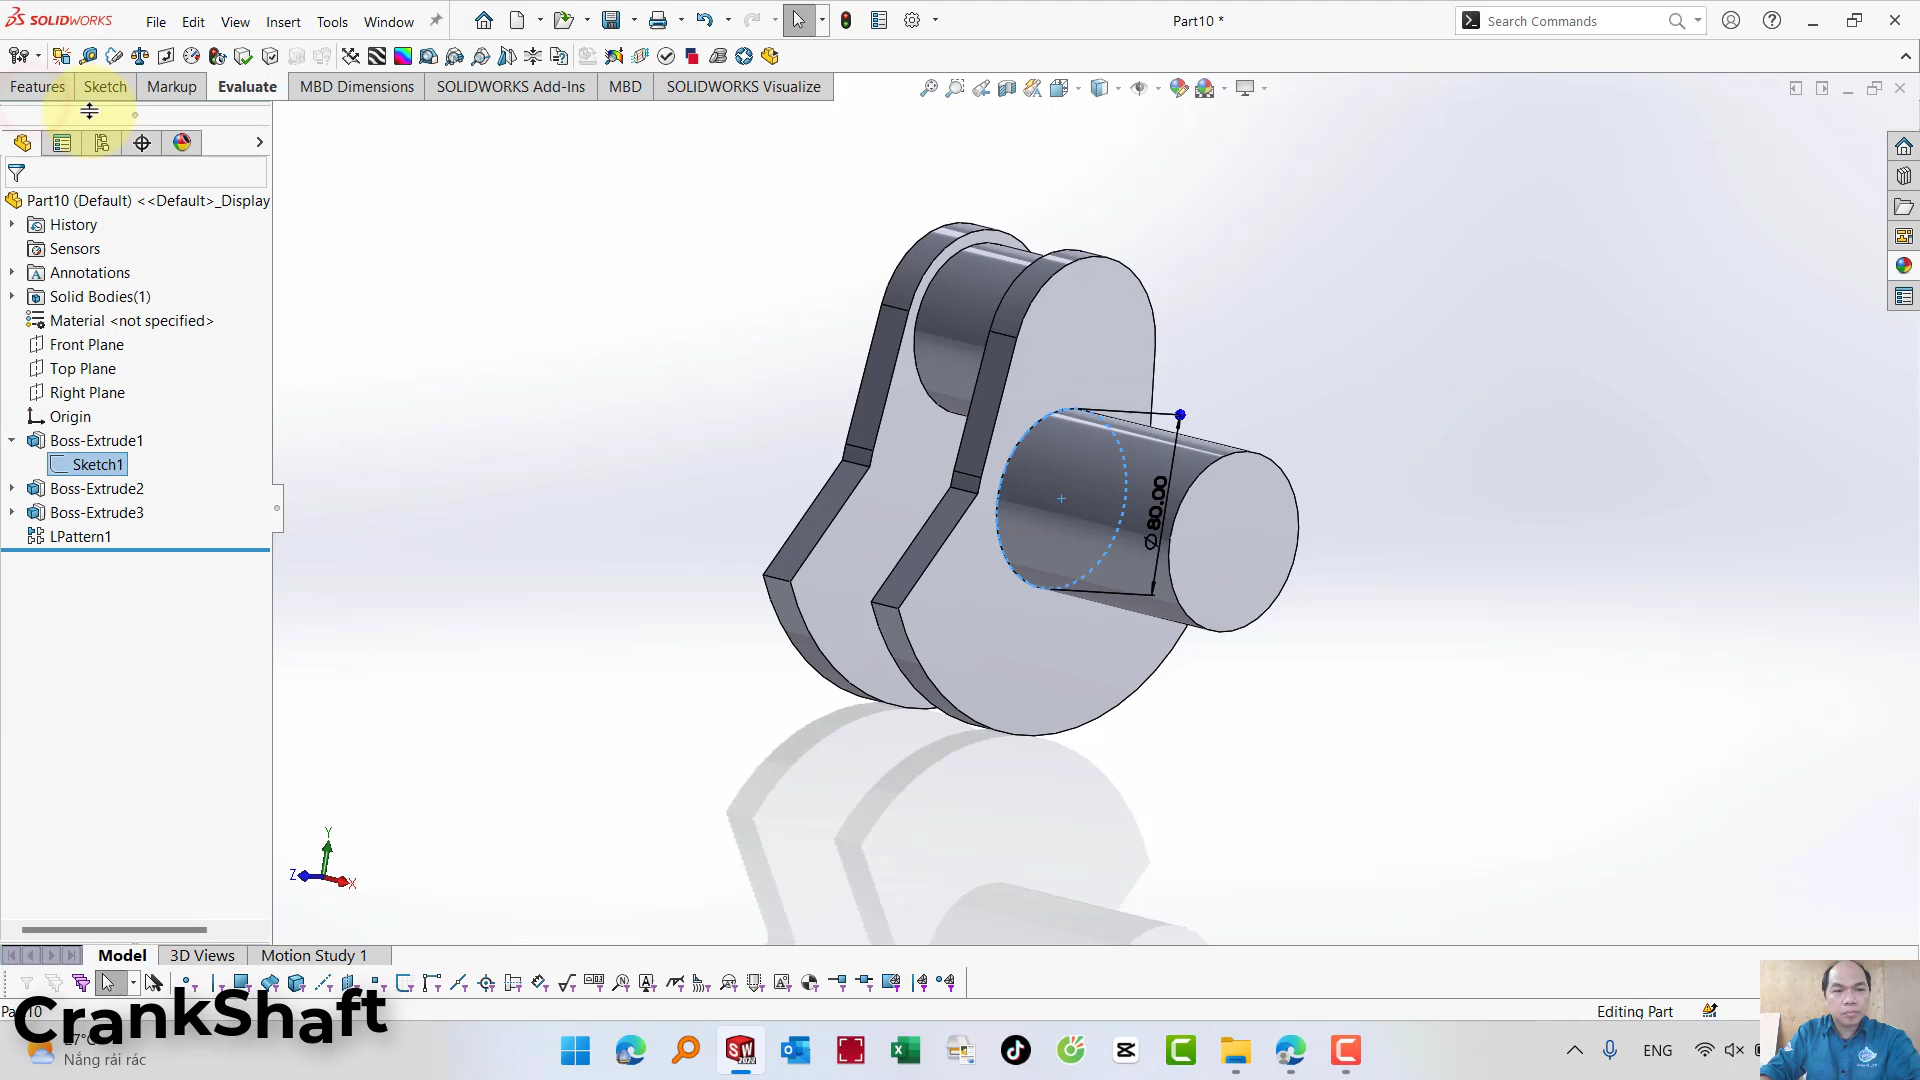 SOLIDWORKS File Edit View Insert Tools Window Part10 * Search Commands
Features Sketch Markup Evaluate MBD Dimensions SOLIDWORKS Add-Ins MBD SOLIDWORKS Visualize
Part10 (Default) <<Default>_Display
History
Sensors
Annotations
Solid Bodies(1)
Material <not specified>
Front Plane
Top Plane
Right Plane
Origin
Boss-Extrude1
Sketch1
Boss-Extrude2
Boss-Extrude3
LPattern1
Ø 80.00
Y
Z
X
Model 3D Views Motion Study 1
CrankShaft
Editing Part
Nắng rải rác
ENG